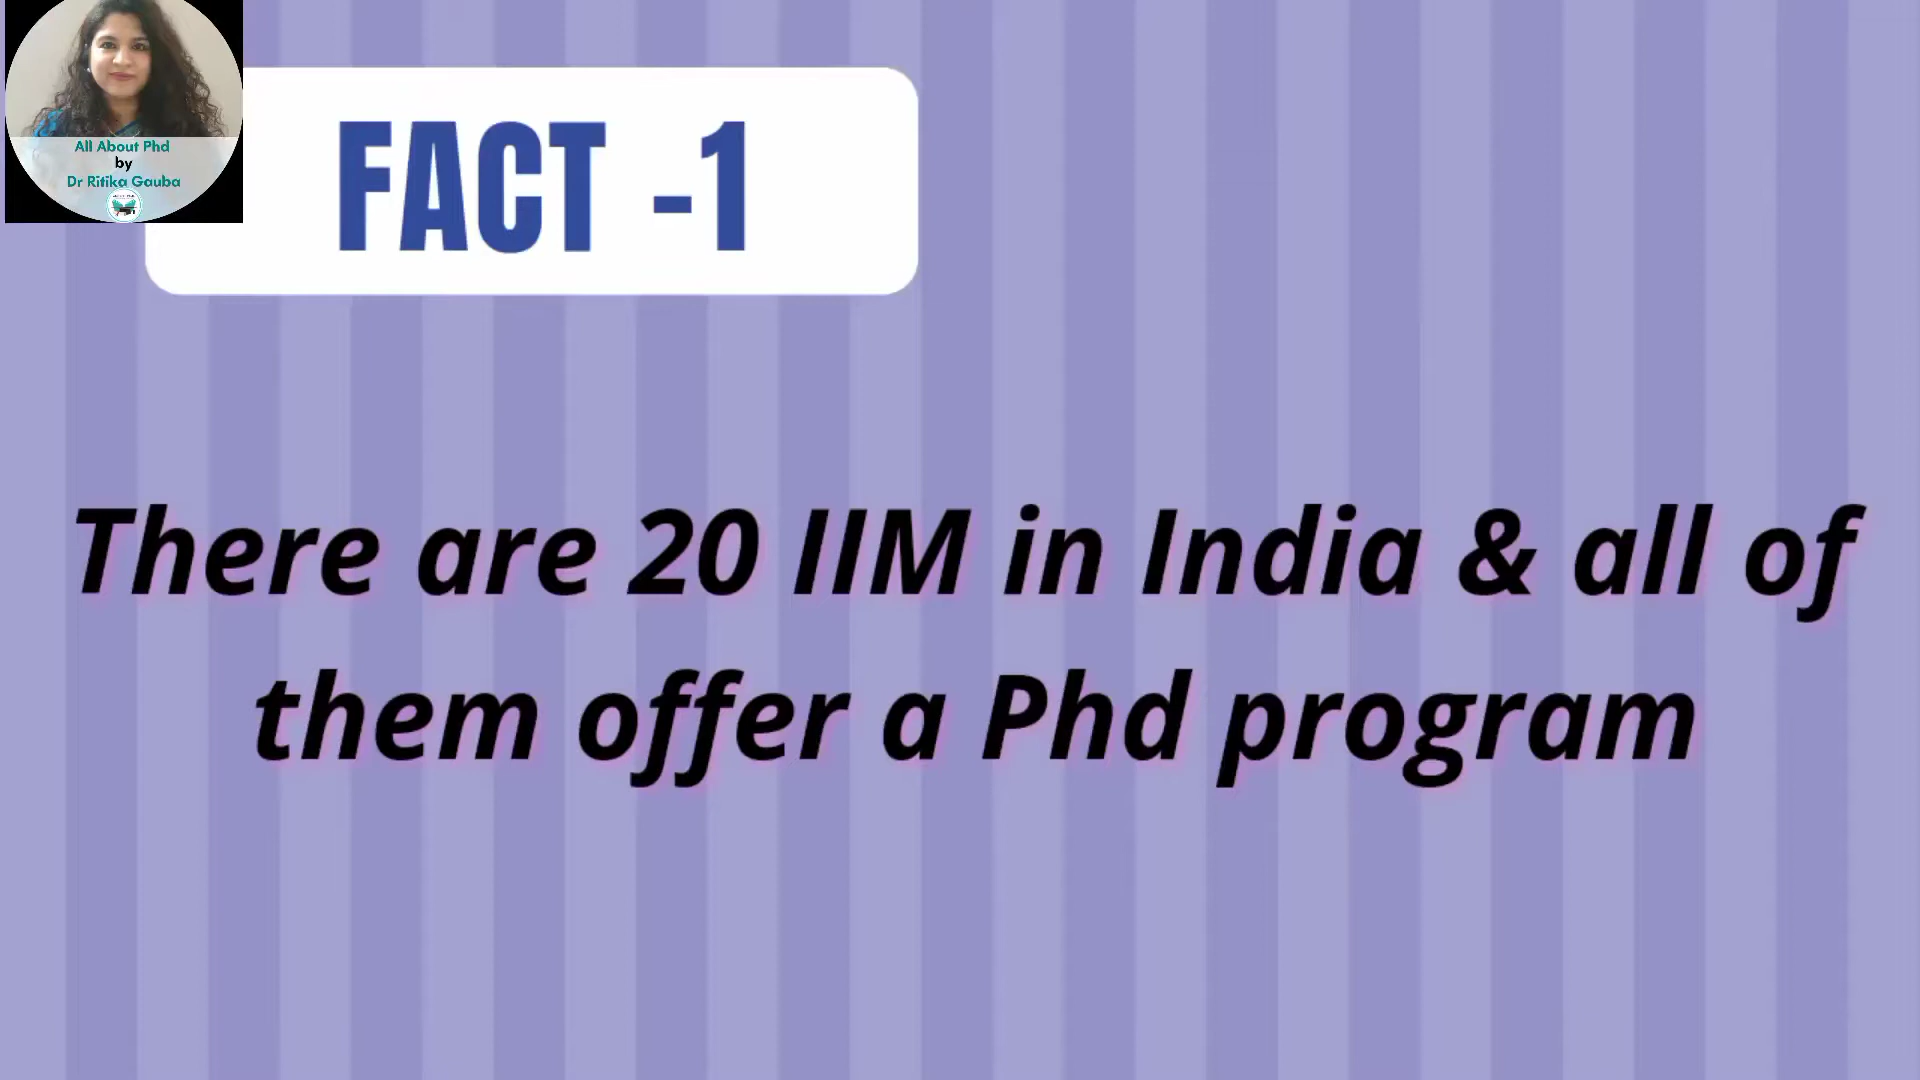 All About Phd
by
Dr Ritika Gauba
FACT -1
There are 20 IIM in India & all of
them offer a Phd program